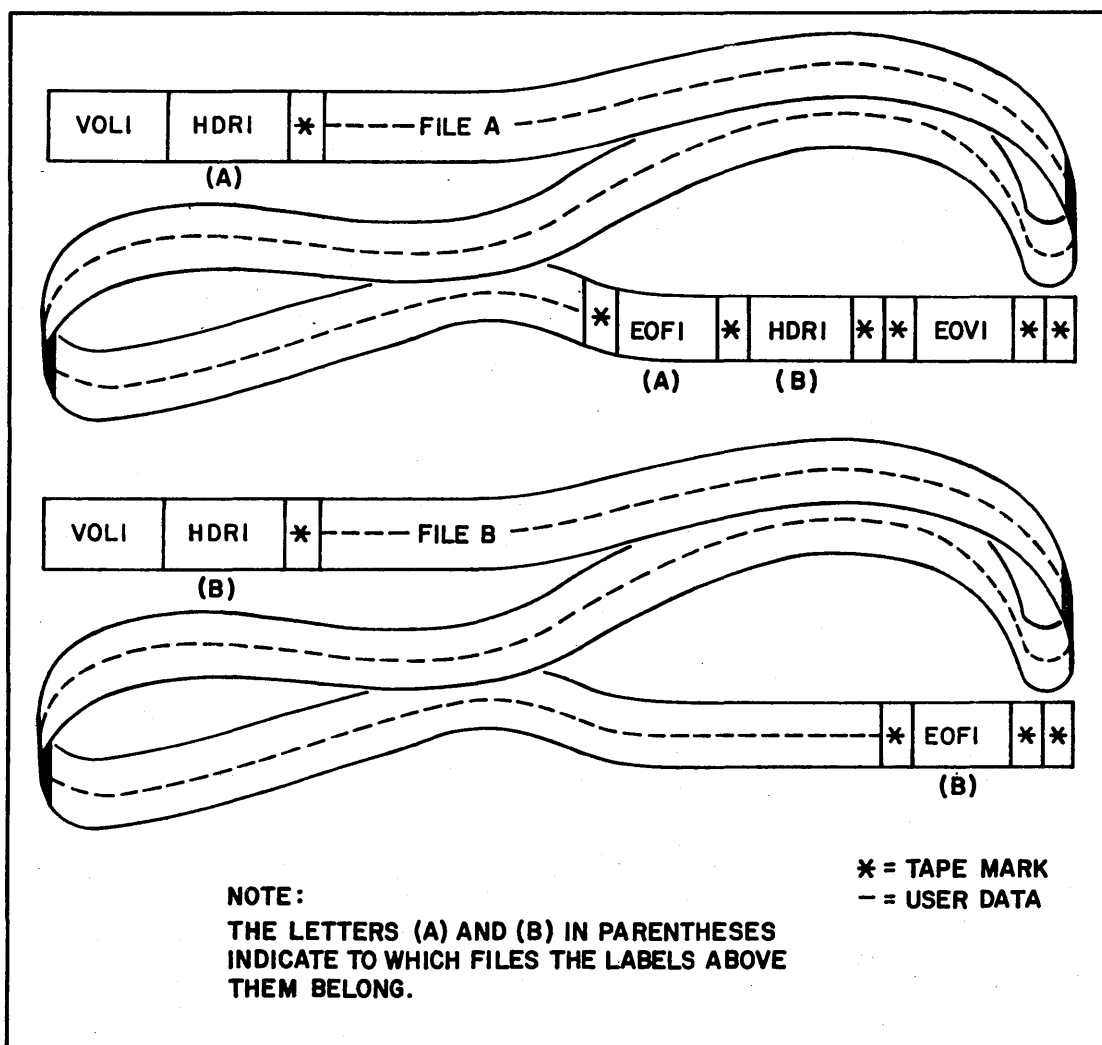 VOL1 HDR1 * FILE A
(A)
* EOF1 * HDR1 * * EOV1 * *
(A) (B)
VOL1 HDR1 * FILE B
(B)
* EOF1 * *
(B)
* = TAPE MARK
– = USER DATA
NOTE:
THE LETTERS (A) AND (B) IN PARENTHESES
INDICATE TO WHICH FILES THE LABELS ABOVE
THEM BELONG.